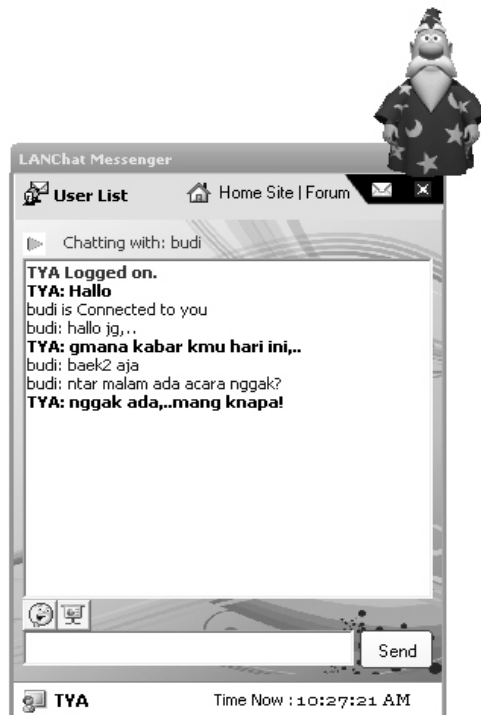 LANChat Messenger
User List
Home Site | Forum
Chatting with: budi
TYA Logged on.
TYA: Hallo
budi is Connected to you
budi: hallo jg,..
TYA: gmana kabar kmu hari ini,..
budi: baek2 aja
budi: ntar malam ada acara nggak?
TYA: nggak ada,..mang knapa!
Send
TYA
Time Now : 10:27:21 AM